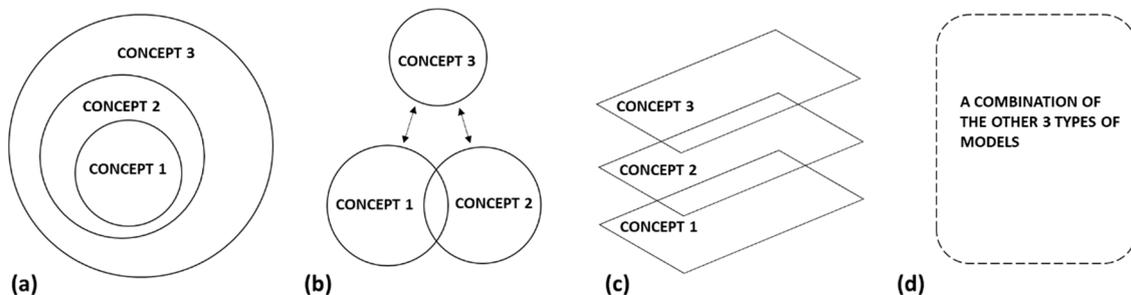 CONCEPT 3
CONCEPT 2
CONCEPT 1
(a)
CONCEPT 3
CONCEPT 1
CONCEPT 2
(b)
CONCEPT 3
CONCEPT 2
CONCEPT 1
(c)
A COMBINATION OF
THE OTHER 3 TYPES OF
MODELS
(d)